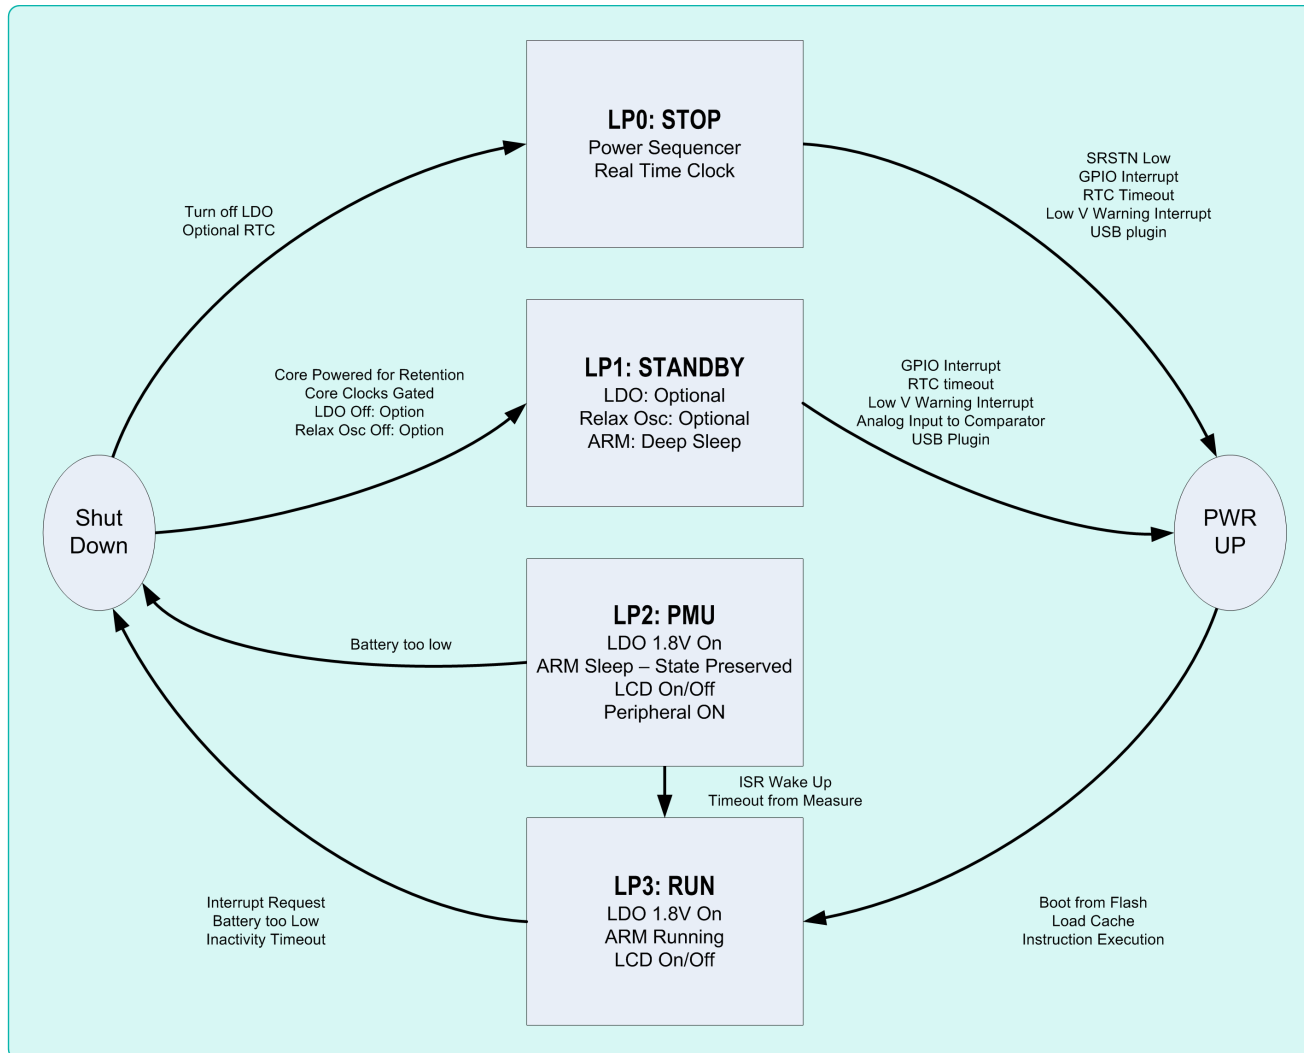 LP0: STOP
Power Sequencer
Real Time Clock
SRSTN Low
GPIO Interrupt
RTC Timeout
Low V Warning Interrupt
USB plugin
Turn off LDO
Optional RTC
LP1: STANDBY
LDO: Optional
Relax Osc: Optional
ARM: Deep Sleep
Core Powered for Retention
Core Clocks Gated
LDO Off: Option
Relax Osc Off: Option
GPIO Interrupt
RTC timeout
Low V Warning Interrupt
Analog Input to Comparator
USB Plugin
Shut
Down
PWR
UP
LP2: PMU
LDO 1.8V On
ARM Sleep – State Preserved
LCD On/Off
Peripheral ON
Battery too low
ISR Wake Up
Timeout from Measure
LP3: RUN
LDO 1.8V On
ARM Running
LCD On/Off
Interrupt Request
Battery too Low
Inactivity Timeout
Boot from Flash
Load Cache
Instruction Execution